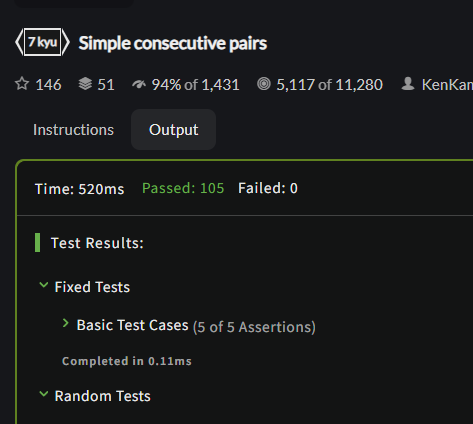 7 kyu Simple consecutive pairs
146 51 94% of 1,431 5,117 of 11,280 KenKam
Instructions Output
Time: 520ms Passed: 105 Failed: 0
Test Results:
Fixed Tests
Basic Test Cases (5 of 5 Assertions)
Completed in 0.11ms
Random Tests